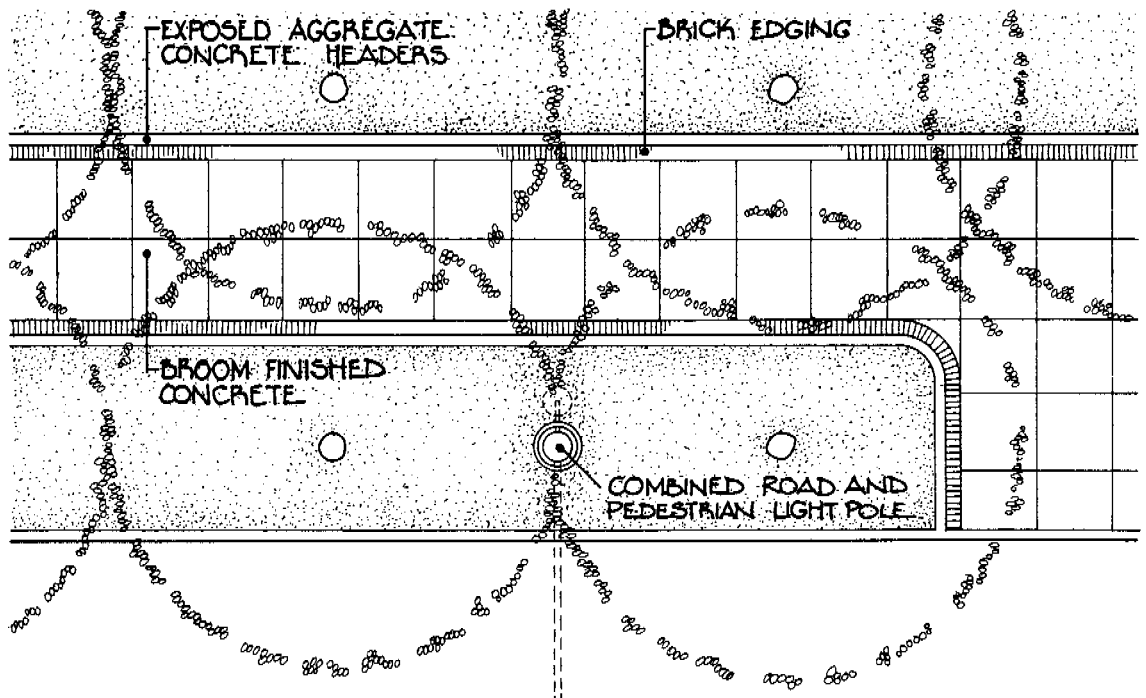 EXPOSED AGGREGATE
CONCRETE HEADERS
BRICK EDGING
BROOM FINISHED
CONCRETE
COMBINED ROAD AND
PEDESTRIAN LIGHT POLE